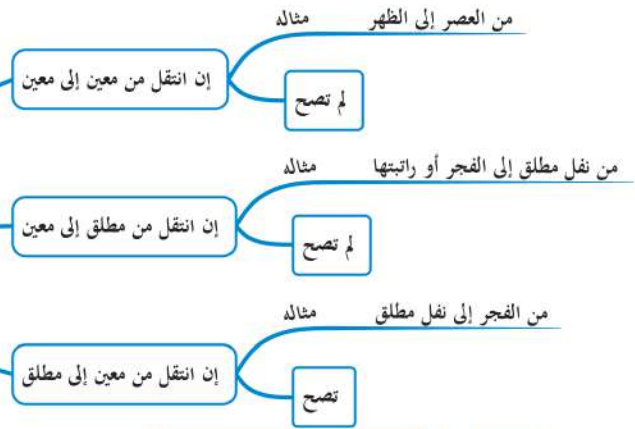 من العصر إلى الظهر مثاله
إن انتقل من معين إلى معين
لم تصح
من نفل مطلق إلى الفجر أو راتبتها مثاله
إن انتقل من مطلق إلى معين
لم تصح
من الفجر إلى نفل مطلق مثاله
إن انتقل من معين إلى مطلق
تصح